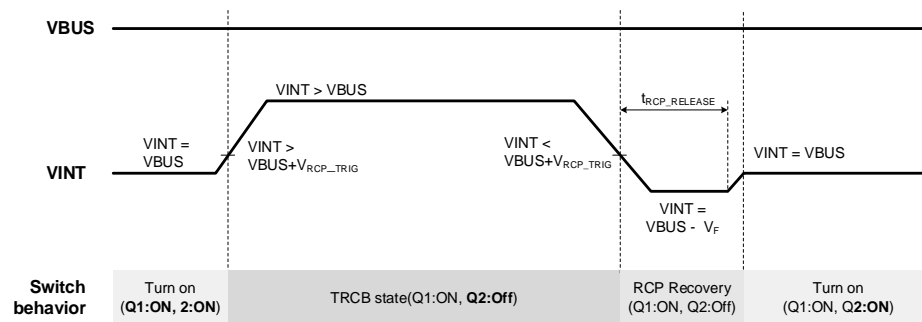 VBUS
VINT > VBUS
tRCP_RELEASE
VINT =
VBUS
VINT >
VBUS+VRCP_TRIG
VINT <
VBUS+VRCP_TRIG
VINT = VBUS
VINT
VINT =
VBUS - VF
Switch
behavior
Turn on
(Q1:ON, 2:ON)
TRCB state(Q1:ON, Q2:Off)
RCP Recovery
(Q1:ON, Q2:Off)
Turn on
(Q1:ON, Q2:ON)